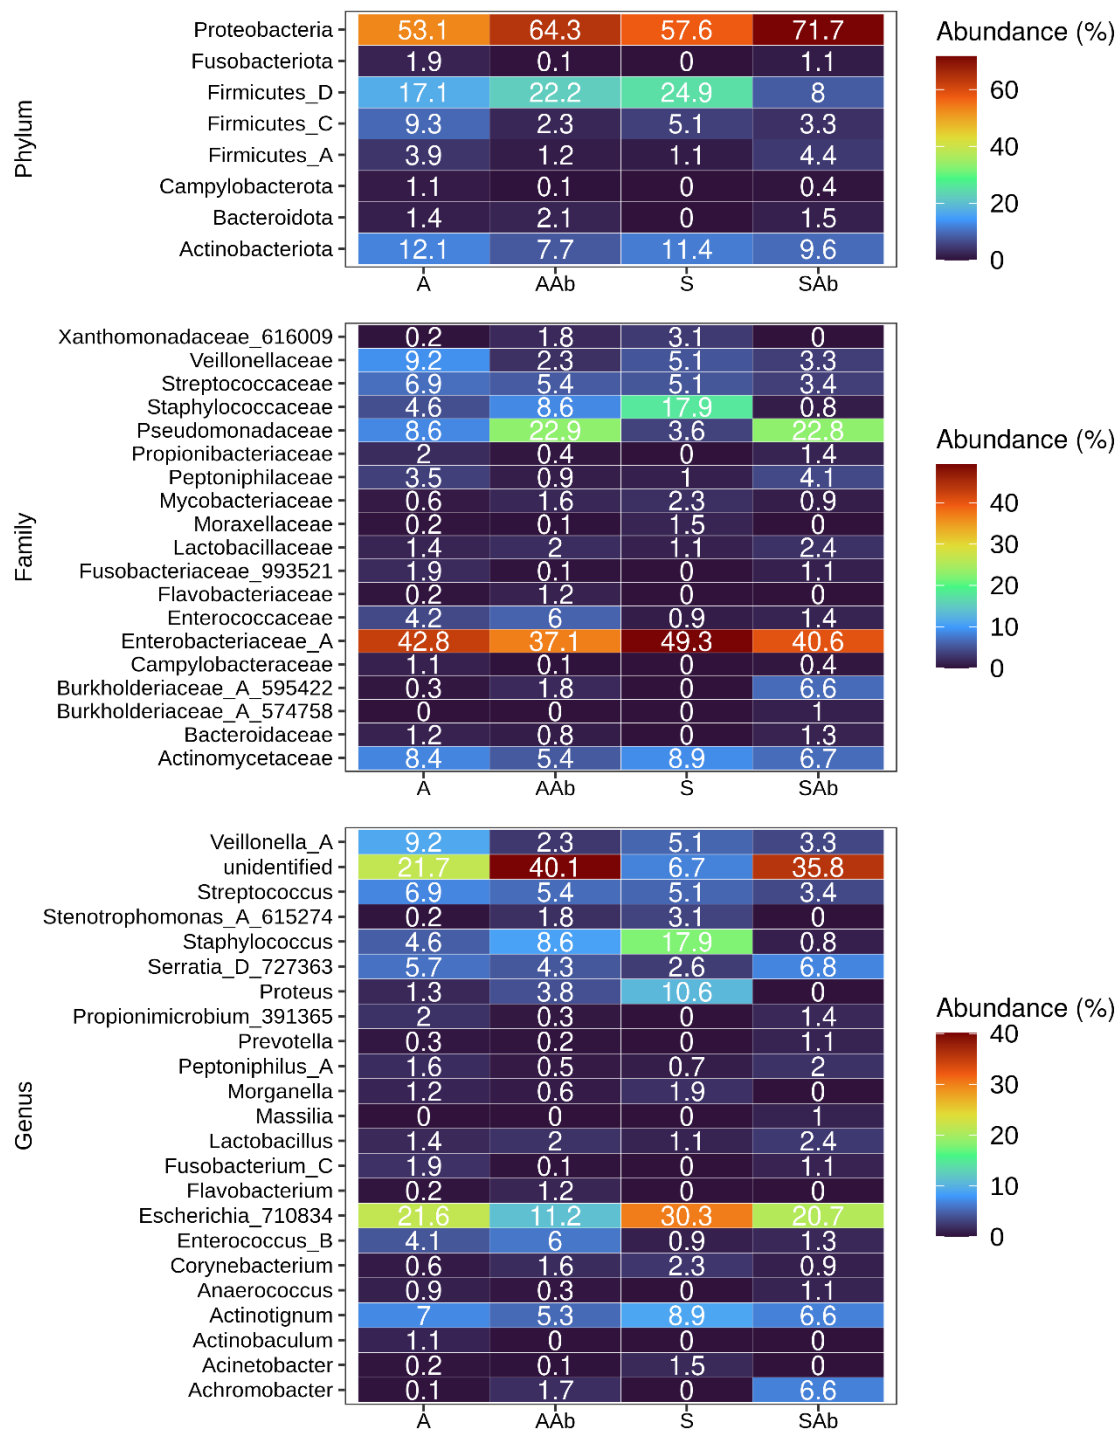 Phylum
Proteobacteria 53.1 64.3 57.6 71.7
Fusobacteriota 1.9 0.1 0 1.1
Firmicutes_D 17.1 22.2 24.9 8
Firmicutes_C 9.3 2.3 5.1 3.3
Firmicutes_A 3.9 1.2 1.1 4.4
Campylobacterota 1.1 0.1 0 0.4
Bacteroidota 1.4 2.1 0 1.5
Actinobacteriota 12.1 7.7 11.4 9.6
A AAb S SAb
Abundance (%)
60
40
20
0
Family
Xanthomonadaceae_616009 0.2 1.8 3.1 0
Veillonellaceae 9.2 2.3 5.1 3.3
Streptococcaceae 6.9 5.4 5.1 3.4
Staphylococcaceae 4.6 8.6 17.9 0.8
Pseudomonadaceae 8.6 22.9 3.6 22.8
Propionibacteriaceae 2 0.4 0 1.4
Peptoniphilaceae 3.5 0.9 1 4.1
Mycobacteriaceae 0.6 1.6 2.3 0.9
Moraxellaceae 0.2 0.1 1.5 0
Lactobacillaceae 1.4 2 1.1 2.4
Fusobacteriaceae_993521 1.9 0.1 0 1.1
Flavobacteriaceae 0.2 1.2 0 0
Enterococcaceae 4.2 6 0.9 1.4
Enterobacteriaceae_A 42.8 37.1 49.3 40.6
Campylobacteraceae 1.1 0.1 0 0.4
Burkholderiaceae_A_595422 0.3 1.8 0 6.6
Burkholderiaceae_A_574758 0 0 0 1
Bacteroidaceae 1.2 0.8 0 1.3
Actinomycetaceae 8.4 5.4 8.9 6.7
A AAb S SAb
Abundance (%)
40
30
20
10
0
Genus
Veillonella_A 9.2 2.3 5.1 3.3
unidentified 21.7 40.1 6.7 35.8
Streptococcus 6.9 5.4 5.1 3.4
Stenotrophomonas_A_615274 0.2 1.8 3.1 0
Staphylococcus 4.6 8.6 17.9 0.8
Serratia_D_727363 5.7 4.3 2.6 6.8
Proteus 1.3 3.8 10.6 0
Propionimicrobium_391365 2 0.3 0 1.4
Prevotella 0.3 0.2 0 1.1
Peptoniphilus_A 1.6 0.5 0.7 2
Morganella 1.2 0.6 1.9 0
Massilia 0 0 0 1
Lactobacillus 1.4 2 1.1 2.4
Fusobacterium_C 1.9 0.1 0 1.1
Flavobacterium 0.2 1.2 0 0
Escherichia_710834 21.6 11.2 30.3 20.7
Enterococcus_B 4.1 6 0.9 1.3
Corynebacterium 0.6 1.6 2.3 0.9
Anaerococcus 0.9 0.3 0 1.1
Actinotignum 7 5.3 8.9 6.6
Actinobaculum 1.1 0 0 0
Acinetobacter 0.2 0.1 1.5 0
Achromobacter 0.1 1.7 0 6.6
A AAb S SAb
Abundance (%)
40
30
20
10
0